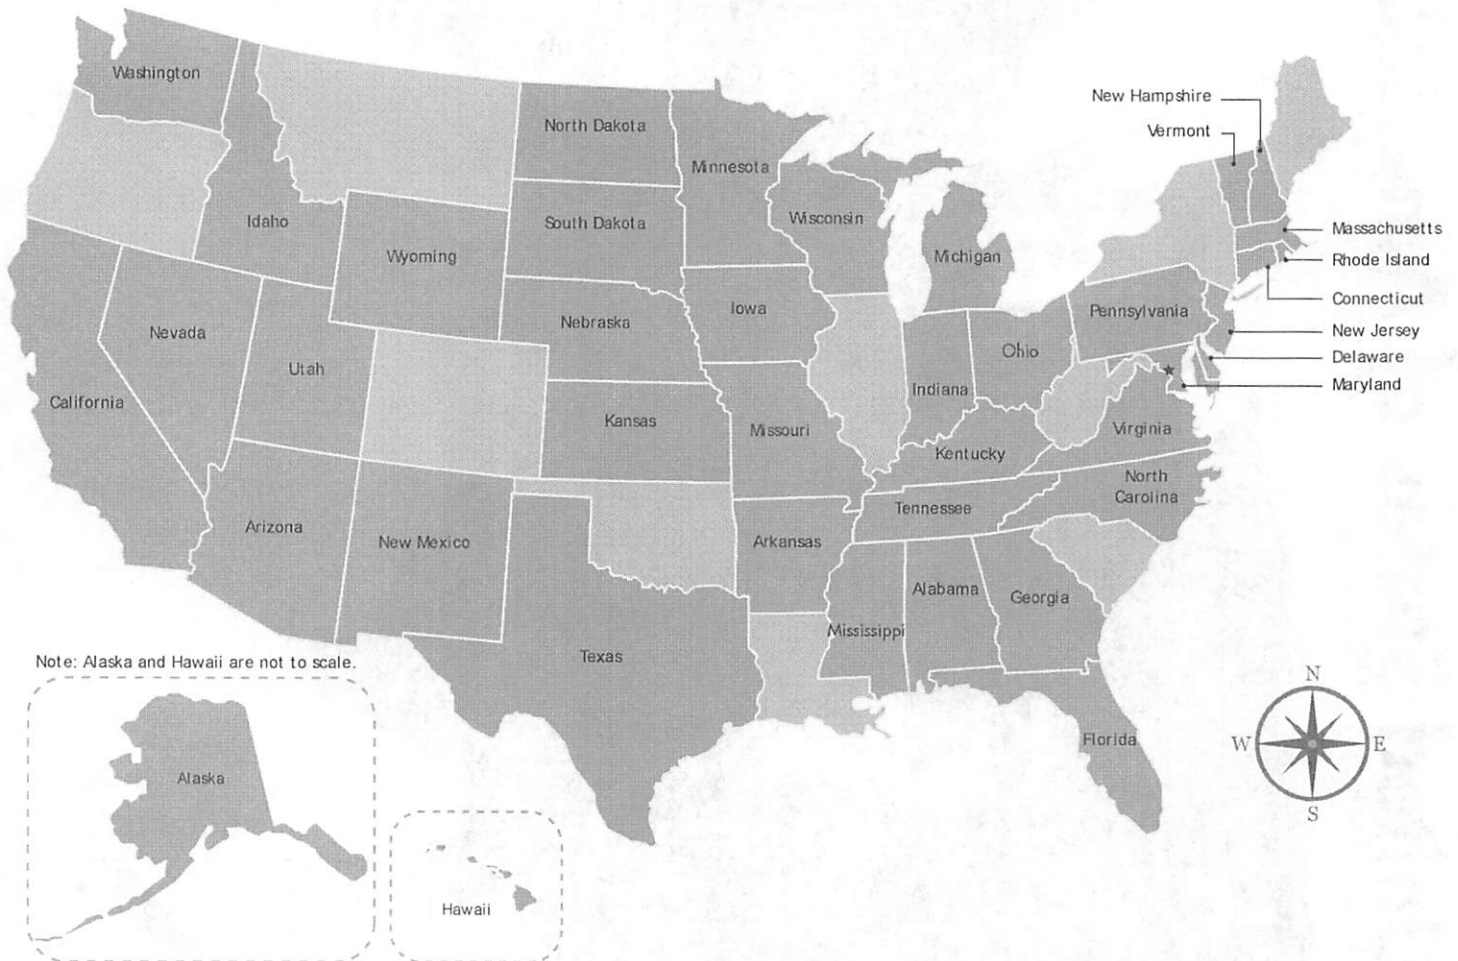 Washington
New Hampshire
Vermont
North Dakota
Minnesota
Idaho
South Dakota
Wisconsin
Massachusetts
Wyoming
Michigan
Rhode Island
Connecticut
Nebraska
Iowa
Pennsylvania
New Jersey
Nevada
Ohio
Delaware
Utah
Indiana
Maryland
California
Kansas
Missouri
Virginia
Kentucky
North
Carolina
Arizona
Tennessee
New Mexico
Arkansas
Alabama
Georgia
Mississippi
Texas
Note: Alaska and Hawaii are not to scale.
Florida
N
W
E
S
Alaska
Hawaii